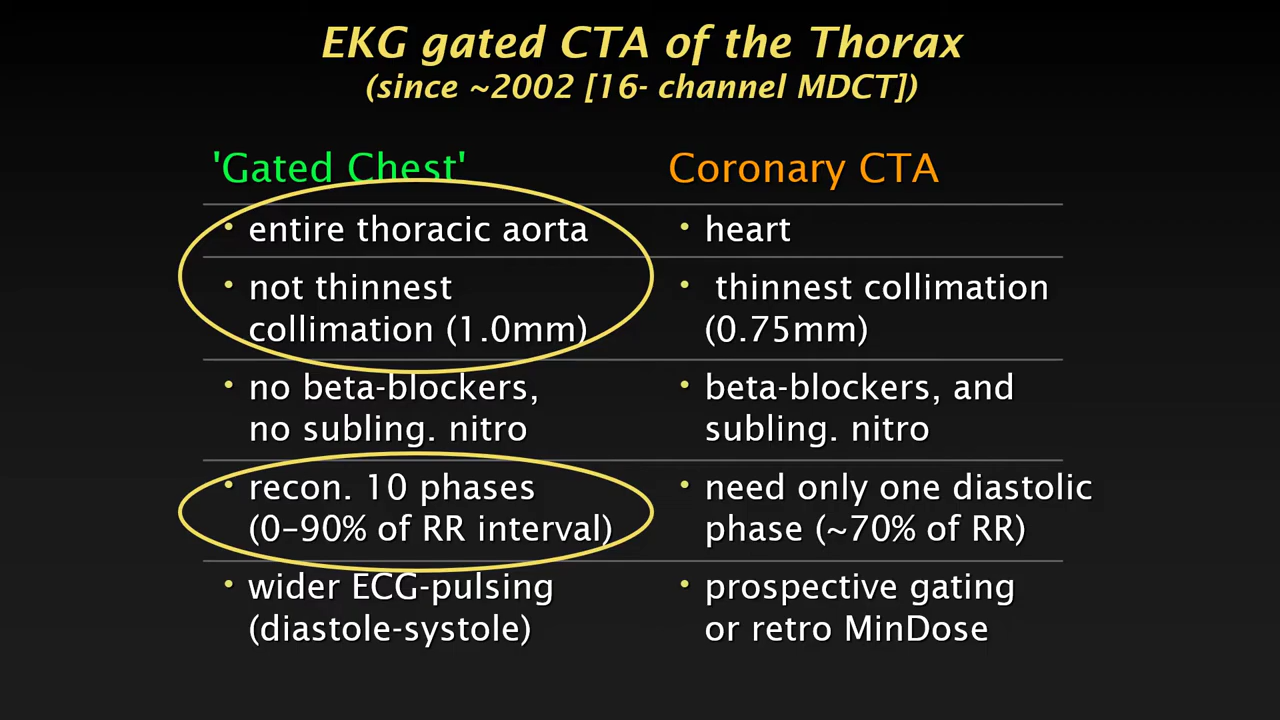 EKG gated CTA of the Thorax
(since ~2002 [16- channel MDCT])
'Gated Chest'
Coronary CTA
• entire thoracic aorta
• heart
• not thinnest
collimation (1.0mm)
• thinnest collimation
(0.75mm)
• no beta-blockers,
no subling. nitro
• beta-blockers, and
subling. nitro
• recon. 10 phases
(0–90% of RR interval)
• need only one diastolic
phase (~70% of RR)
• wider ECG-pulsing
(diastole-systole)
• prospective gating
or retro MinDose